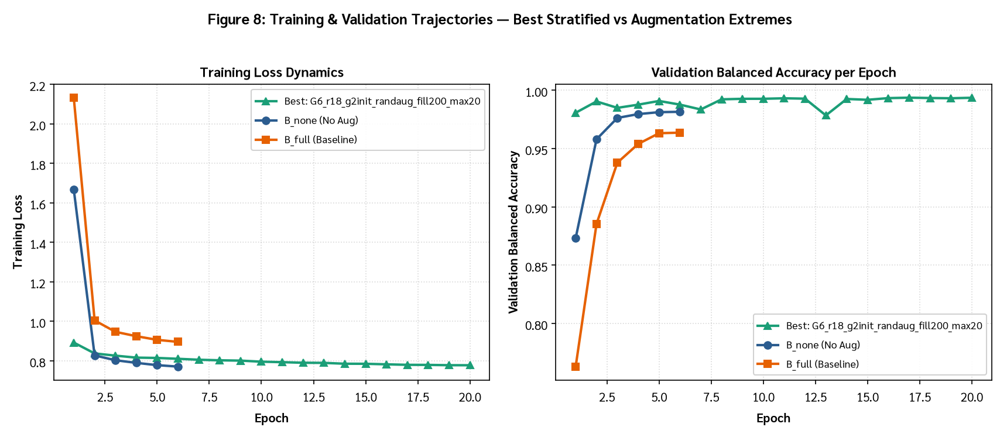 Figure 8: Training & Validation Trajectories — Best Stratified vs Augmentation Extremes
Training Loss Dynamics
Training Loss
2.2
2.0
1.8
1.6
1.4
1.2
1.0
0.8
Best: G6_r18_g2init_randaug_fill200_max20
B_none (No Aug)
B_full (Baseline)
2.5 5.0 7.5 10.0 12.5 15.0 17.5 20.0
Epoch
Validation Balanced Accuracy per Epoch
Validation Balanced Accuracy
1.00
0.95
0.90
0.85
0.80
Best: G6_r18_g2init_randaug_fill200_max20
B_none (No Aug)
B_full (Baseline)
2.5 5.0 7.5 10.0 12.5 15.0 17.5 20.0
Epoch